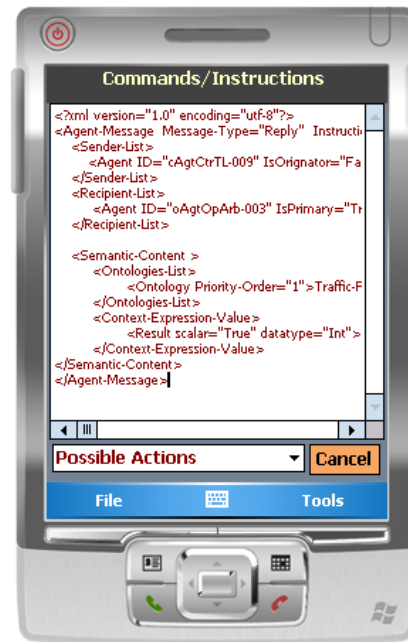 Commands/Instructions
<?xml version="1.0" encoding="utf-8"?>
<Agent-Message Message-Type="Reply" Instructi
<Sender-List>
<Agent ID="cAgtCtrTL-009" IsOrignator="Fa
</Sender-List>
<Recipient-List>
<Agent ID="oAgtOpArb-003" IsPrimary="Tr
</Recipient-List>
<Semantic-Content >
<Ontologies-List>
<Ontology Priority-Order="1">Traffic-F
</Ontologies-List>
<Context-Expression-Value>
<Result scalar="True" datatype="Int">
</Context-Expression-Value>
</Semantic-Content>
</Agent-Message>
Possible Actions
Cancel
File
Tools